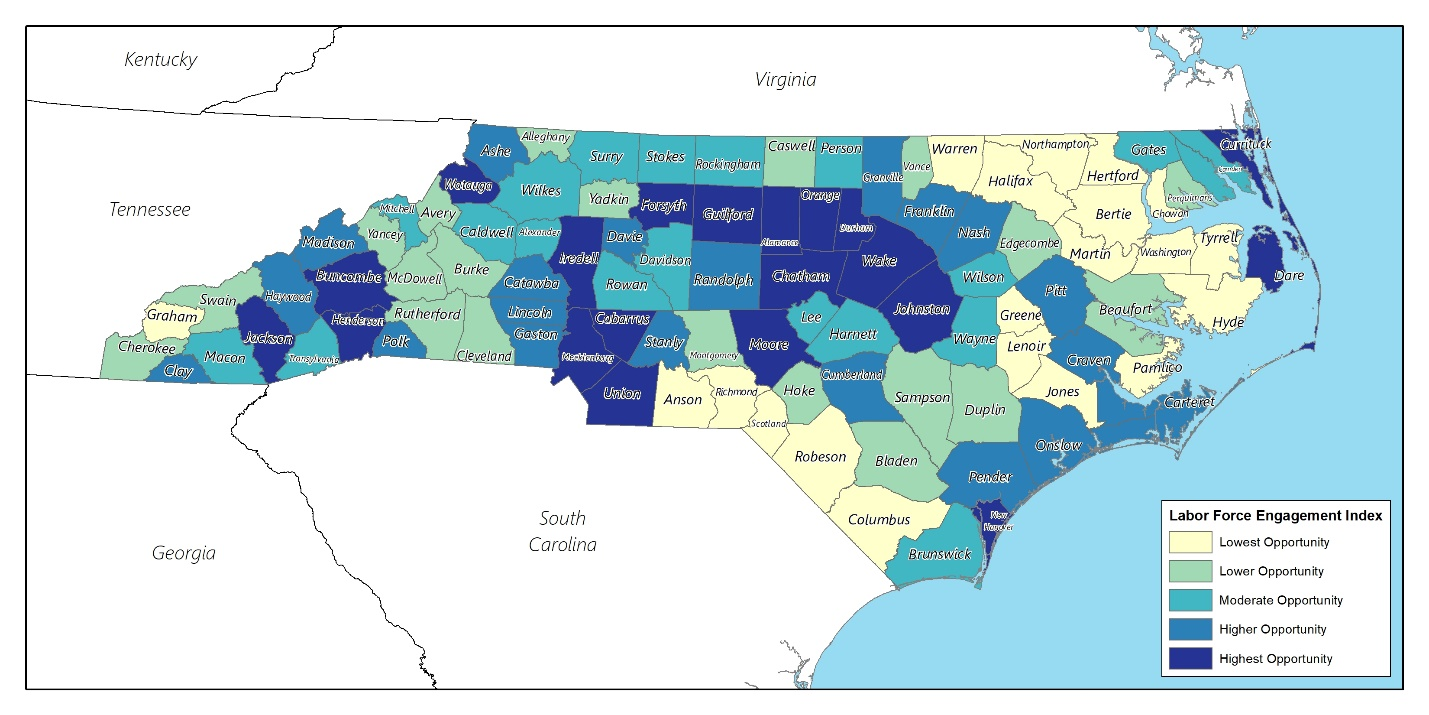 Kentucky
Virginia
Tennessee
Georgia
South
Carolina
Ashe
Alleghany
Surry
Stokes
Rockingham
Caswell
Person
Granville
Vance
Warren
Northampton
Halifax
Hertford
Gates
Currituck
Camden
Perquimans
Chowan
Bertie
Watauga
Wilkes
Yadkin
Forsyth
Guilford
Alamance
Orange
Durham
Franklin
Nash
Edgecombe
Martin
Washington
Tyrrell
Dare
Mitchell
Avery
Yancey
Caldwell
Alexander
Iredell
Davie
Davidson
Randolph
Chatham
Wake
Wilson
Pitt
Beaufort
Hyde
Madison
Buncombe
McDowell
Burke
Catawba
Rowan
Lincoln
Gaston
Johnston
Greene
Swain
Haywood
Graham
Cherokee
Clay
Macon
Jackson
Transylvania
Henderson
Polk
Rutherford
Cleveland
Mecklenburg
Cabarrus
Stanly
Montgomery
Moore
Lee
Harnett
Wayne
Lenoir
Craven
Pamlico
Jones
Carteret
Union
Anson
Richmond
Scotland
Hoke
Cumberland
Sampson
Duplin
Onslow
Robeson
Bladen
Pender
Columbus
Brunswick
New
Hanover
Labor Force Engagement Index
Lowest Opportunity
Lower Opportunity
Moderate Opportunity
Higher Opportunity
Highest Opportunity